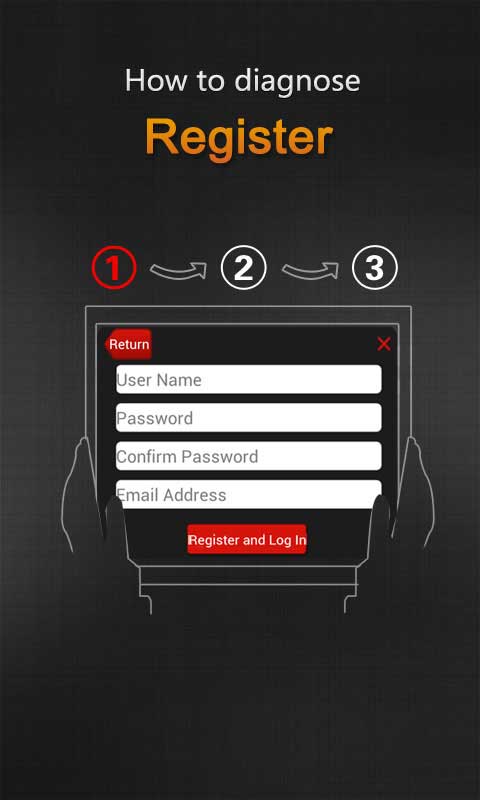 How to diagnose
Register
1 2 3
Return ×
User Name
Password
Confirm Password
Email Address
Register and Log In